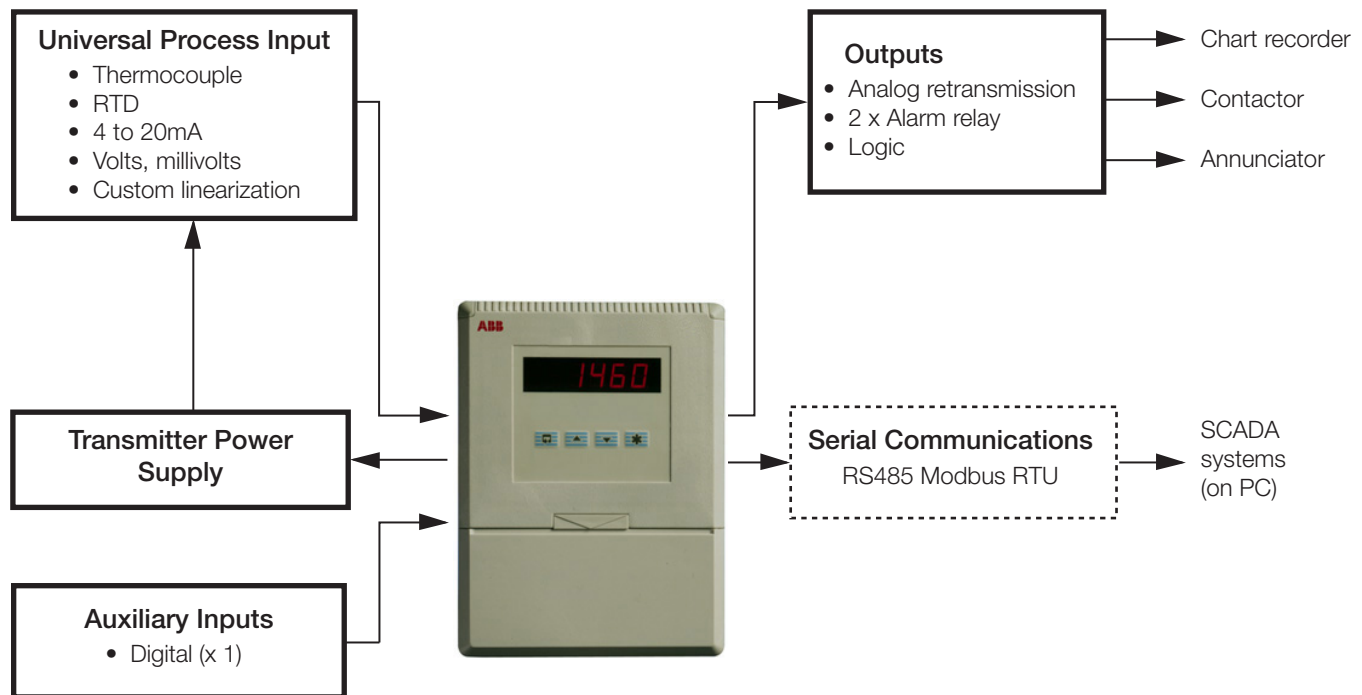 Universal Process Input
• Thermocouple
• RTD
• 4 to 20mA
• Volts, millivolts
• Custom linearization
Transmitter Power
Supply
Auxiliary Inputs
• Digital (x 1)
ABB
1460
Outputs
• Analog retransmission
• 2 x Alarm relay
• Logic
Chart recorder
Contactor
Annunciator
Serial Communications
RS485 Modbus RTU
SCADA
systems
(on PC)